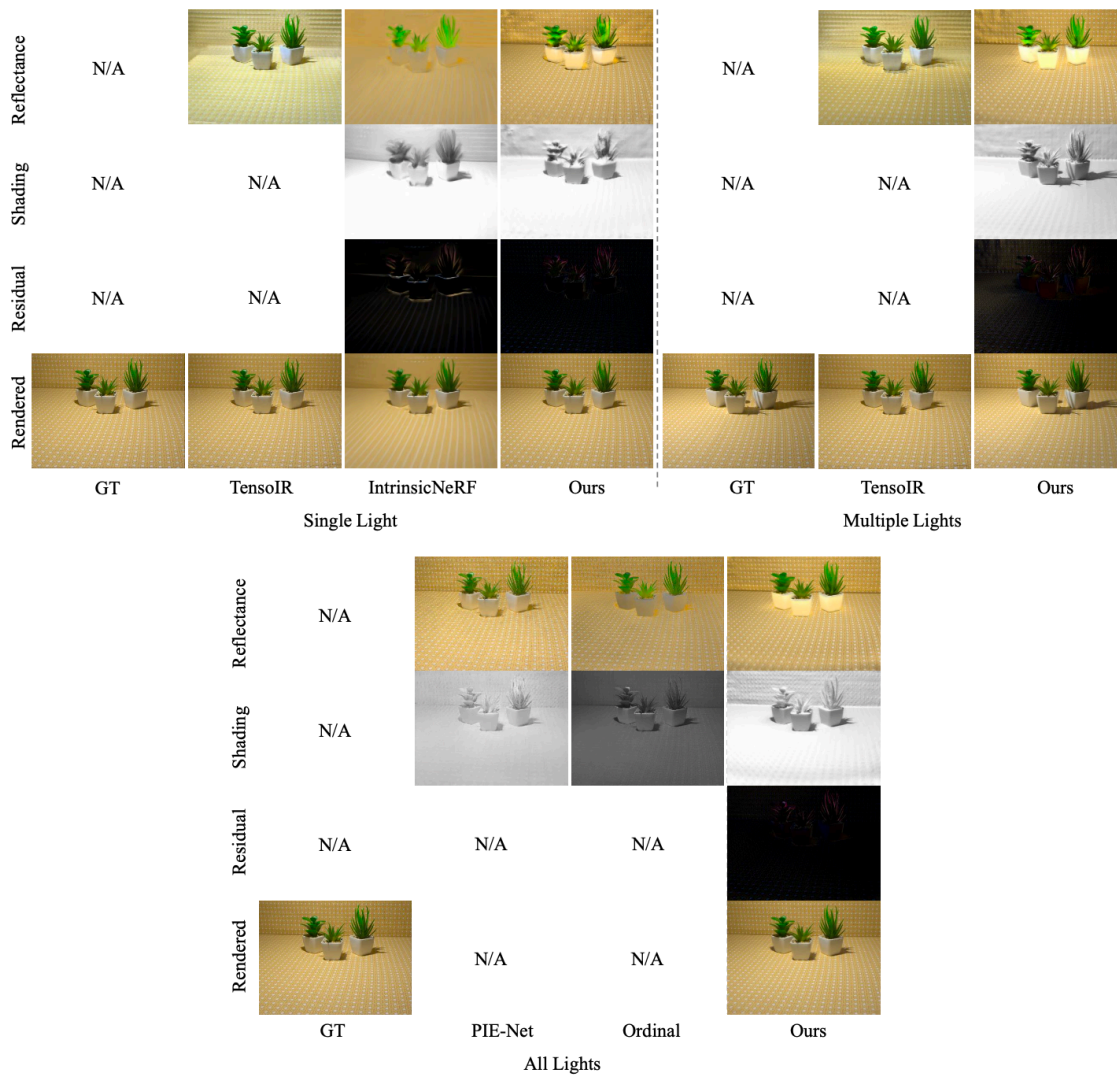 Reflectance
N/A
N/A
Shading
N/A
N/A
N/A
N/A
Residual
N/A
N/A
N/A
N/A
Rendered
GT
TensoIR
IntrinsicNeRF
Ours
GT
TensoIR
Ours
Single Light
Multiple Lights
Reflectance
N/A
Shading
N/A
Residual
N/A
N/A
N/A
Rendered
N/A
N/A
GT
PIE-Net
Ordinal
Ours
All Lights